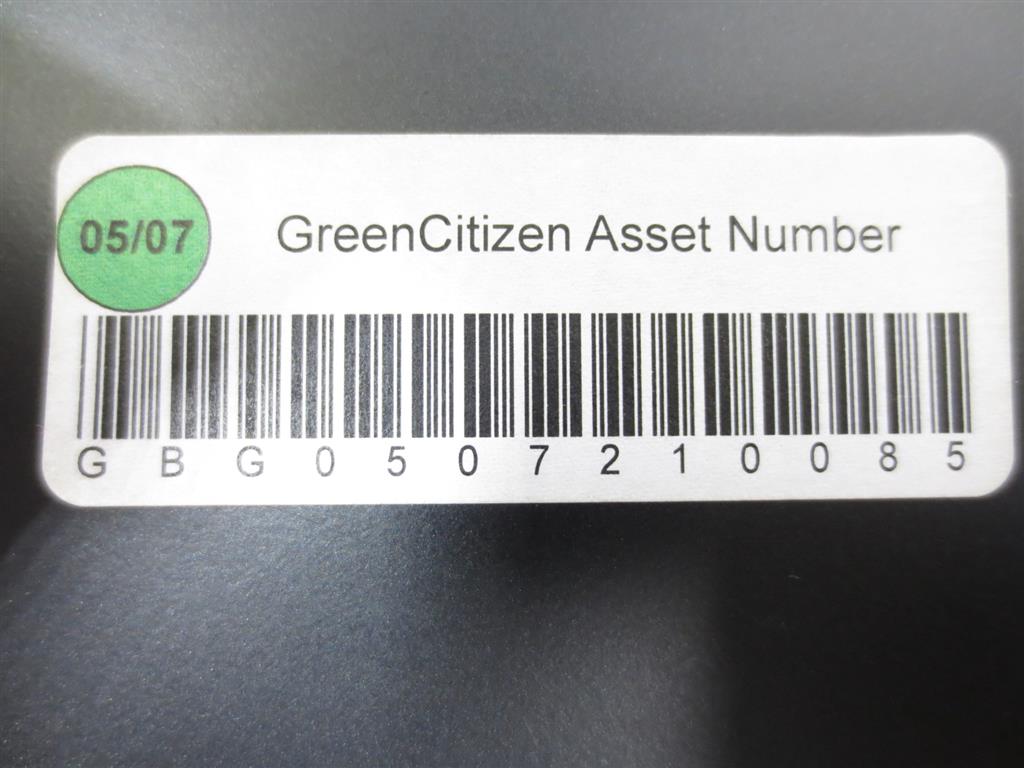 05/07
GreenCitizen Asset Number
G B G 0 5 0 7 2 1 0 0 8 5